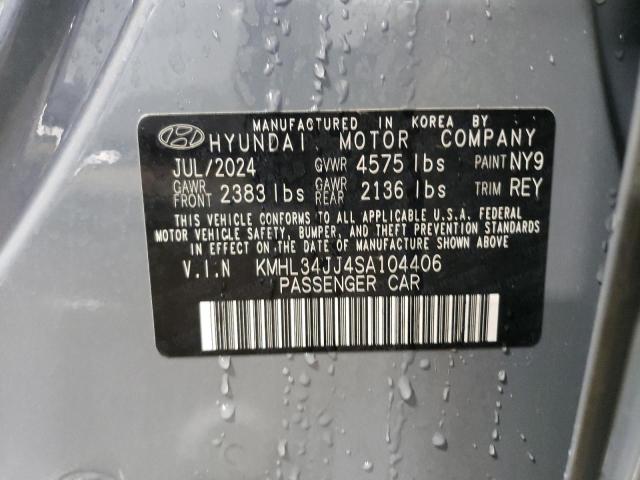 MANUFACTURED IN KOREA BY
HYUNDAI MOTOR COMPANY
JUL/2024 GVWR 4575 lbs PAINT NY9
GAWR FRONT 2383 lbs GAWR REAR 2136 lbs TRIM REY
THIS VEHICLE CONFORMS TO ALL APPLICABLE U.S.A. FEDERAL
MOTOR VEHICLE SAFETY, BUMPER, AND THEFT PREVENTION STANDARDS
IN EFFECT ON THE DATE OF MANUFACTURE SHOWN ABOVE.
V.I.N KMHL34JJ4SA104406
PASSENGER CAR